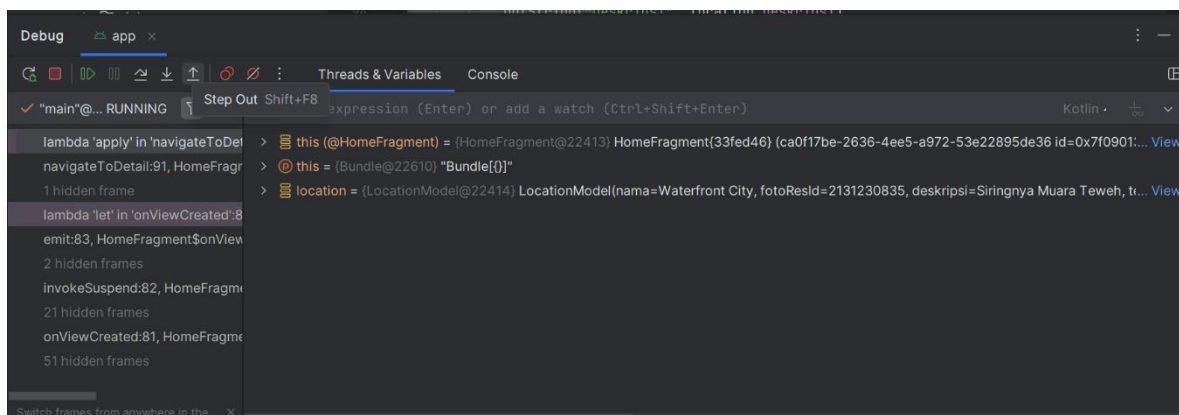 Debug app
Threads & Variables Console
"main"@... RUNNING
Step Out Shift+F8
expression (Enter) or add a watch (Ctrl+Shift+Enter) Kotlin
lambda 'apply' in 'navigateToDet
this (@HomeFragment) = {HomeFragment@22413} HomeFragment{33fed46} (ca0f17be-2636-4ee5-a972-53e22895de36 id=0x7f0901... View
navigateToDetail:91, HomeFragr
this = {Bundle@22610} "Bundle[{}]"
1 hidden frame
location = {LocationModel@22414} LocationModel(nama=Waterfront City, fotoResId=2131230835, deskripsi=Siringnya Muara Teweh, t... View
lambda 'let' in 'onViewCreated':8
emit:83, HomeFragment$onView
2 hidden frames
invokeSuspend:82, HomeFragme
21 hidden frames
onViewCreated:81, HomeFragme
51 hidden frames
Switch frames from anywhere in the